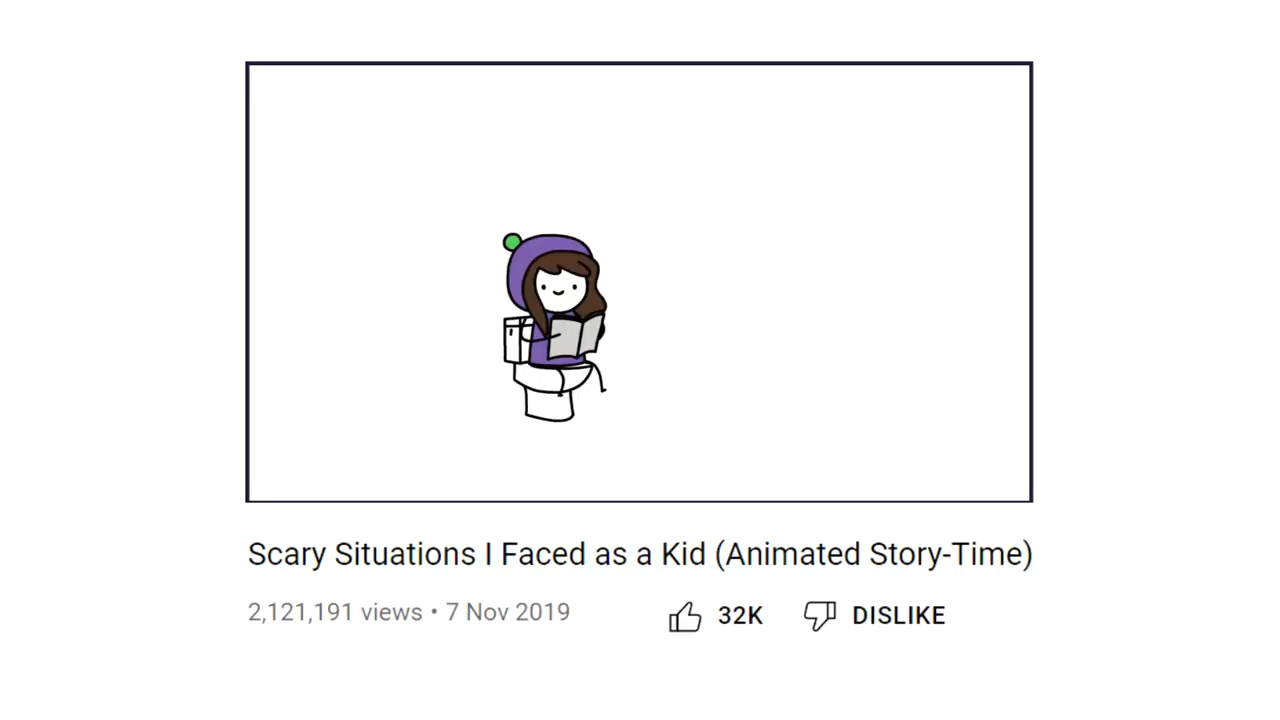 Scary Situations I Faced as a Kid (Animated Story-Time)
2,121,191 views • 7 Nov 2019 32K DISLIKE